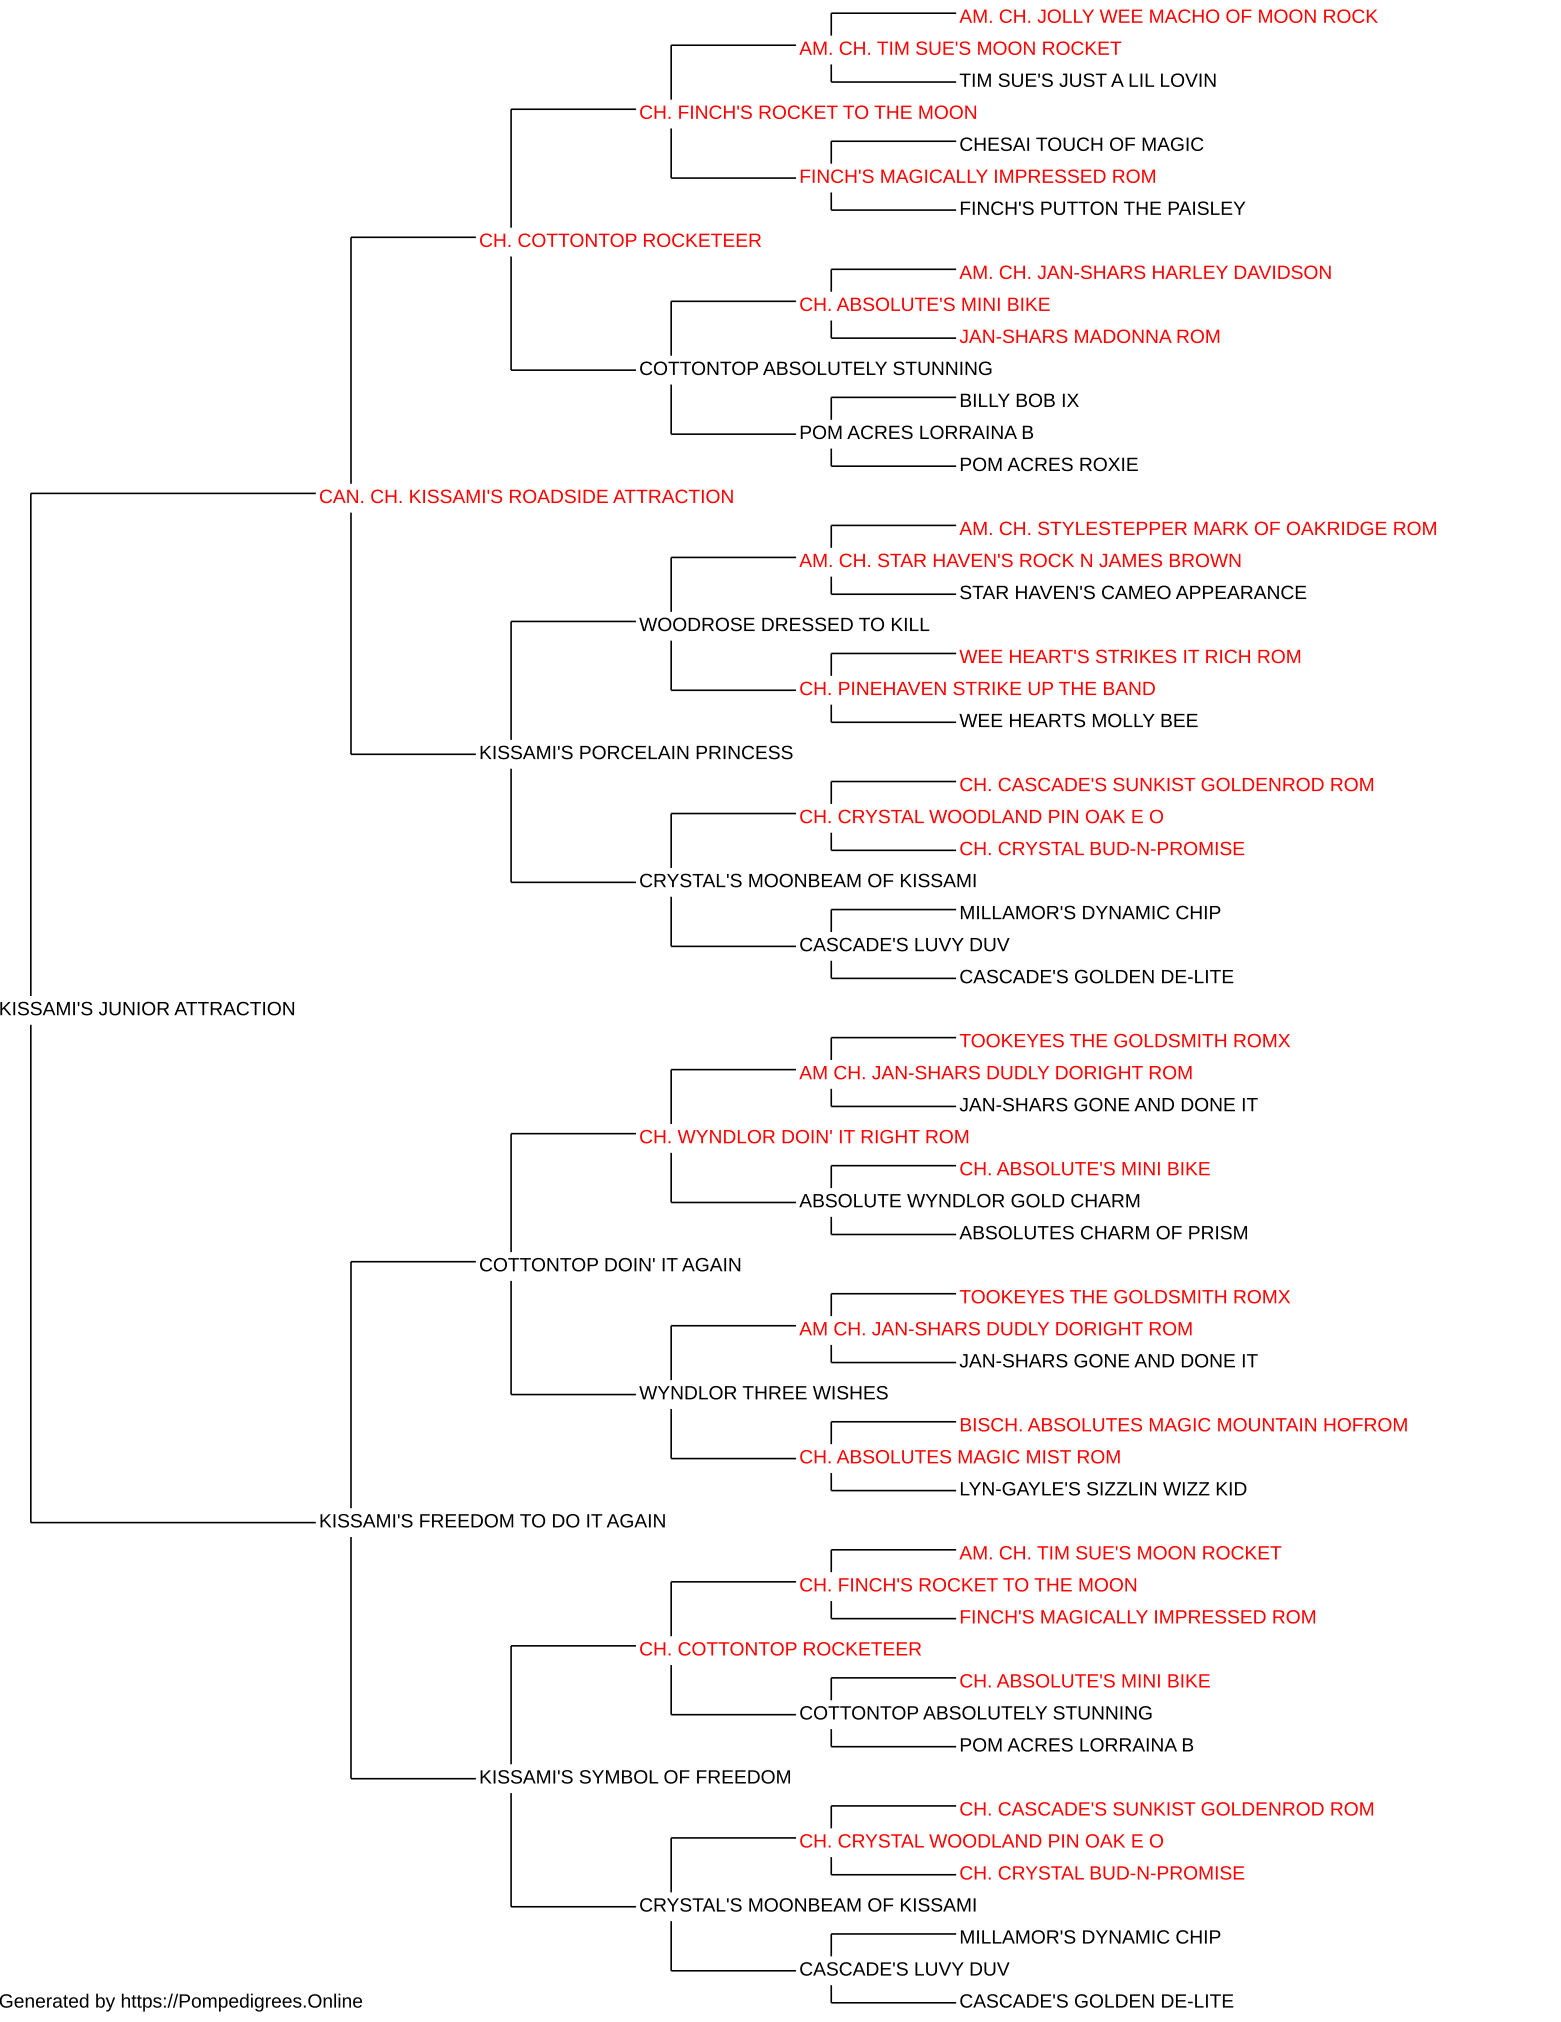 AM. CH. JOLLY WEE MACHO OF MOON ROCK
AM. CH. TIM SUE'S MOON ROCKET
TIM SUE'S JUST A LIL LOVIN
CH. FINCH'S ROCKET TO THE MOON
CHESAI TOUCH OF MAGIC
FINCH'S MAGICALLY IMPRESSED ROM
FINCH'S PUTTON THE PAISLEY
CH. COTTONTOP ROCKETEER
AM. CH. JAN-SHARS HARLEY DAVIDSON
CH. ABSOLUTE'S MINI BIKE
JAN-SHARS MADONNA ROM
COTTONTOP ABSOLUTELY STUNNING
BILLY BOB IX
POM ACRES LORRAINA B
POM ACRES ROXIE
CAN. CH. KISSAMI'S ROADSIDE ATTRACTION
AM. CH. STYLESTEPPER MARK OF OAKRIDGE ROM
AM. CH. STAR HAVEN'S ROCK N JAMES BROWN
STAR HAVEN'S CAMEO APPEARANCE
WOODROSE DRESSED TO KILL
WEE HEART'S STRIKES IT RICH ROM
CH. PINEHAVEN STRIKE UP THE BAND
WEE HEARTS MOLLY BEE
KISSAMI'S PORCELAIN PRINCESS
CH. CASCADE'S SUNKIST GOLDENROD ROM
CH. CRYSTAL WOODLAND PIN OAK E O
CH. CRYSTAL BUD-N-PROMISE
CRYSTAL'S MOONBEAM OF KISSAMI
MILLAMOR'S DYNAMIC CHIP
CASCADE'S LUVY DUV
CASCADE'S GOLDEN DE-LITE
KISSAMI'S JUNIOR ATTRACTION
TOOKEYES THE GOLDSMITH ROMX
AM CH. JAN-SHARS DUDLY DORIGHT ROM
JAN-SHARS GONE AND DONE IT
CH. WYNDLOR DOIN' IT RIGHT ROM
CH. ABSOLUTE'S MINI BIKE
ABSOLUTE WYNDLOR GOLD CHARM
ABSOLUTES CHARM OF PRISM
COTTONTOP DOIN' IT AGAIN
TOOKEYES THE GOLDSMITH ROMX
AM CH. JAN-SHARS DUDLY DORIGHT ROM
JAN-SHARS GONE AND DONE IT
WYNDLOR THREE WISHES
BISCH. ABSOLUTES MAGIC MOUNTAIN HOFROM
CH. ABSOLUTES MAGIC MIST ROM
LYN-GAYLE'S SIZZLIN WIZZ KID
KISSAMI'S FREEDOM TO DO IT AGAIN
AM. CH. TIM SUE'S MOON ROCKET
CH. FINCH'S ROCKET TO THE MOON
FINCH'S MAGICALLY IMPRESSED ROM
CH. COTTONTOP ROCKETEER
CH. ABSOLUTE'S MINI BIKE
COTTONTOP ABSOLUTELY STUNNING
POM ACRES LORRAINA B
KISSAMI'S SYMBOL OF FREEDOM
CH. CASCADE'S SUNKIST GOLDENROD ROM
CH. CRYSTAL WOODLAND PIN OAK E O
CH. CRYSTAL BUD-N-PROMISE
CRYSTAL'S MOONBEAM OF KISSAMI
MILLAMOR'S DYNAMIC CHIP
CASCADE'S LUVY DUV
CASCADE'S GOLDEN DE-LITE
Generated by https://Pompedigrees.Online